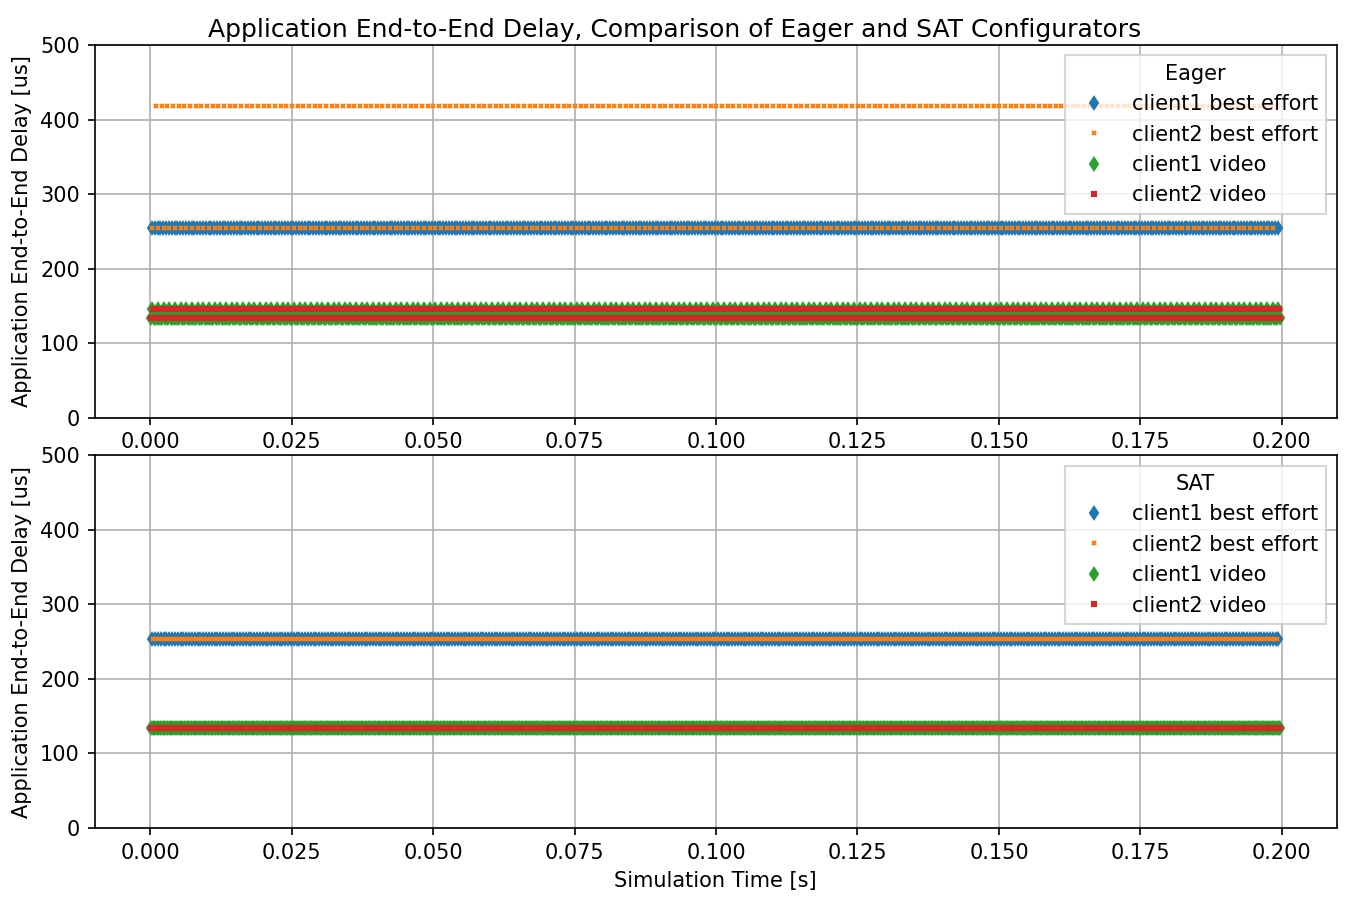 Application End-to-End Delay, Comparison of Eager and SAT Configurators
Application End-to-End Delay [us]
500
400
300
200
100
0
Eager
client1 best effort
client2 best effort
client1 video
client2 video
0.000 0.025 0.050 0.075 0.100 0.125 0.150 0.175 0.200
Application End-to-End Delay [us]
500
400
300
200
100
0
SAT
client1 best effort
client2 best effort
client1 video
client2 video
0.000 0.025 0.050 0.075 0.100 0.125 0.150 0.175 0.200
Simulation Time [s]